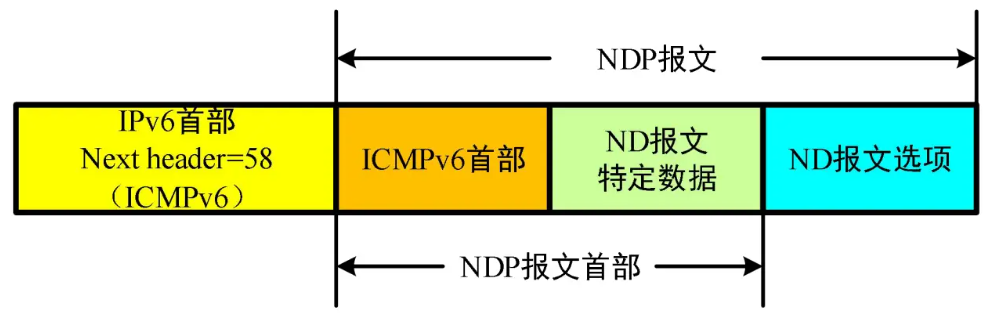 NDP报文
IPv6首部
Next header=58
（ICMPv6）
ICMPv6首部
ND报文
特定数据
ND报文选项
NDP报文首部